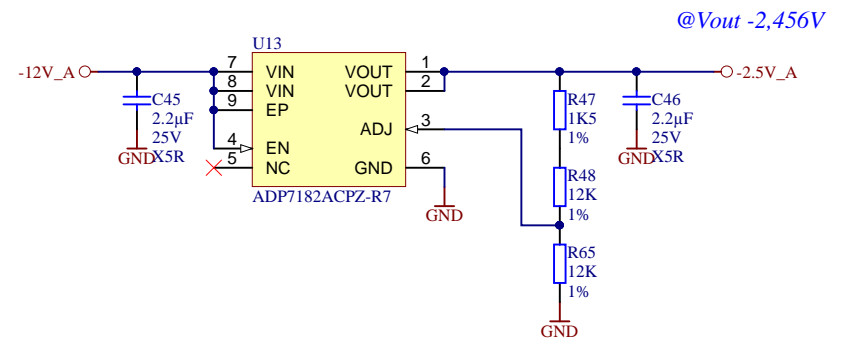 @Vout -2,456V
U13
-12V_A
7 VIN VOUT 1
8 VIN VOUT 2
9 EP
ADJ 3
4 EN
5 NC GND 6
ADP7182ACPZ-R7
C45
2.2µF
25V
X5R
GND
GND
-2.5V_A
R47
1K5
1%
C46
2.2µF
25V
X5R
GND
R48
12K
1%
R65
12K
1%
GND